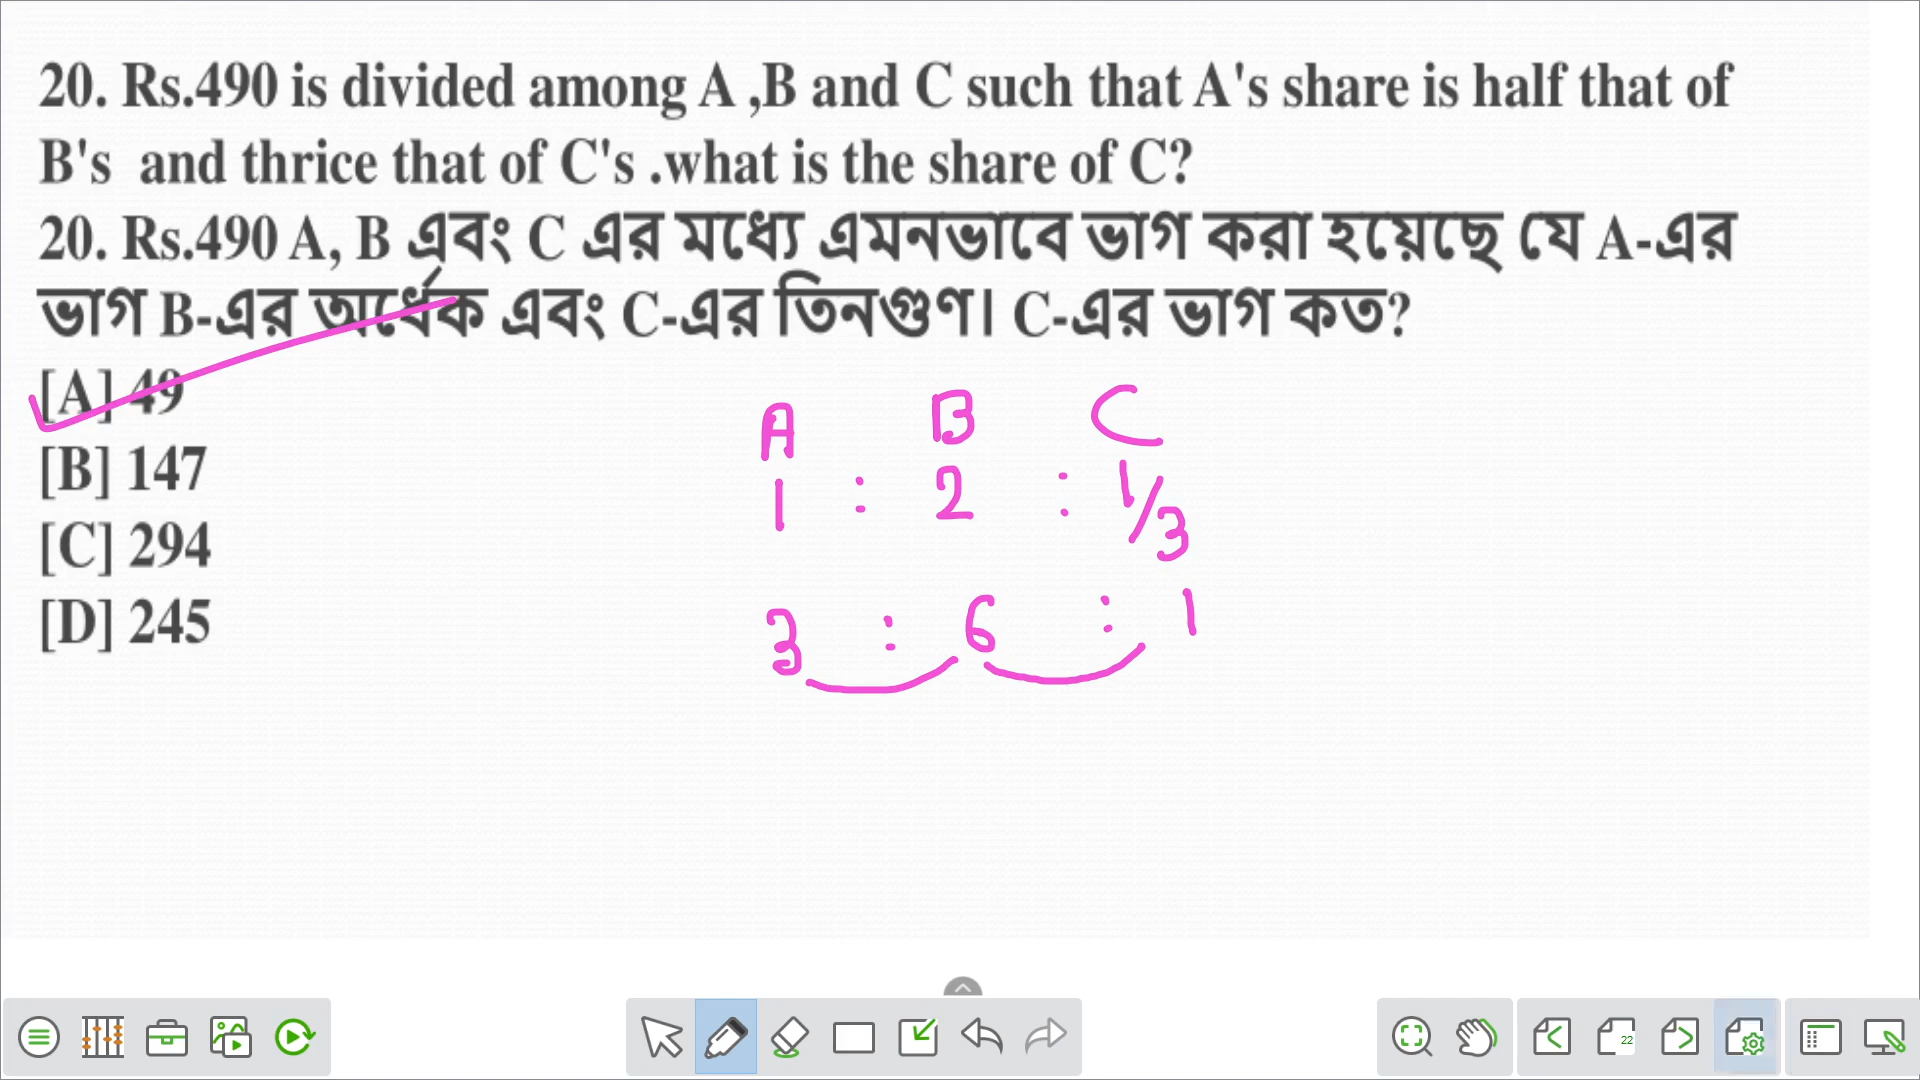 20. Rs.490 is divided among A ,B and C such that A's share is half that of
B's and thrice that of C's .what is the share of C?
20. Rs.490 A, B এবং C এর মধ্যে এমনভাবে ভাগ করা হয়েছে যে A-এর
ভাগ B-এর অর্ধেক এবং C-এর তিনগুণ। C-এর ভাগ কত?
[A] 49
[B] 147
[C] 294
[D] 245
A B C
1 : 2 : 1/3
3 : 6 : 1
22